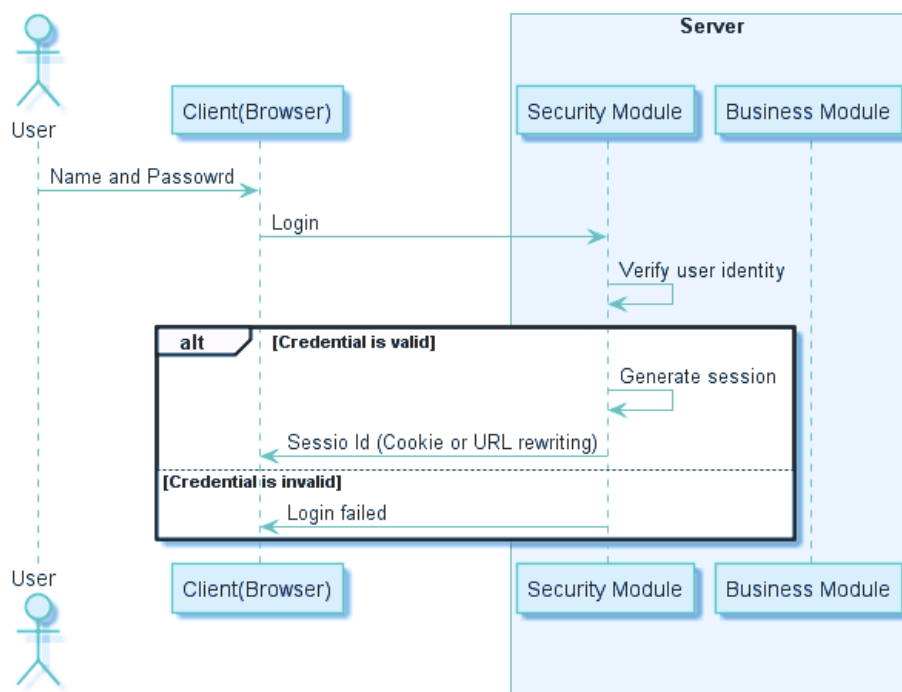 Server
Client(Browser)
Security Module
Business Module
User
Name and Passowrd
Login
Verify user identity
alt
[Credential is valid]
Generate session
Sessio Id (Cookie or URL rewriting)
[Credential is invalid]
Login failed
User
Client(Browser)
Security Module
Business Module